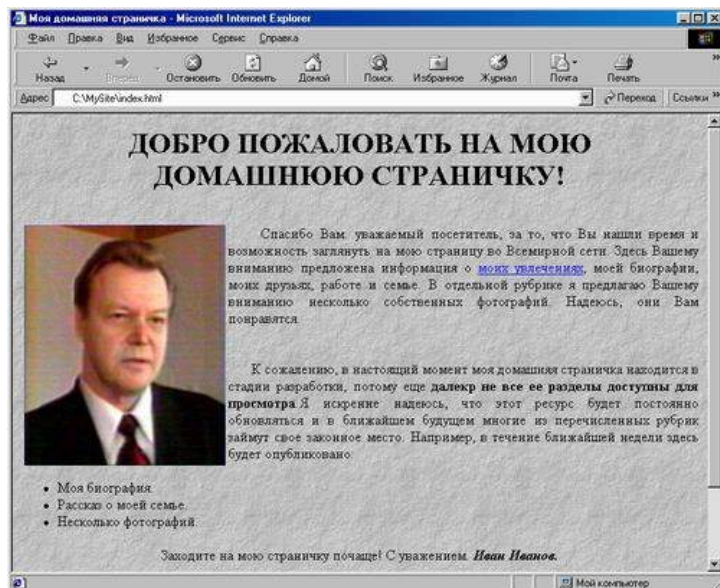 Моя домашняя страничка - Microsoft Internet Explorer
Файл Правка Вид Избранное Сервис Справка
Назад Вперед Остановить Обновить Домой Поиск Избранное Журнал Почта Печать
Адрес C:\MySite\index.html Переход Ссылки
ДОБРО ПОЖАЛОВАТЬ НА МОЮ
ДОМАШНЮЮ СТРАНИЧКУ!
Спасибо Вам. уважаемый посетитель, за то, что Вы нашли время и
возможность заглянуть на мою страницу во Всемирной сети. Здесь Вашему
вниманию предложена информация о моих увлечениях, моей биографии,
моих друзьях, работе и семье. В отдельной рубрике я предлагаю Вашему
вниманию несколько собственных фотографий. Надеюсь, они Вам
понравятся.
К сожалению, в настоящий момент моя домашняя страничка находится в
стадии разработки, потому еще далекр не все ее разделы доступны для
просмотра.Я искренне надеюсь, что этот ресурс будет постоянно
обновляться и в ближайшем будущем многие из перечисленных рубрик
займут свое законное место. Например, в течение ближайшей недели здесь
будет опубликовано:
• Моя биография.
• Рассказ о моей семье.
• Несколько фотографий.
Заходите на мою страничку почаще! С уважением. Иван Иванов.
Мой компьютер